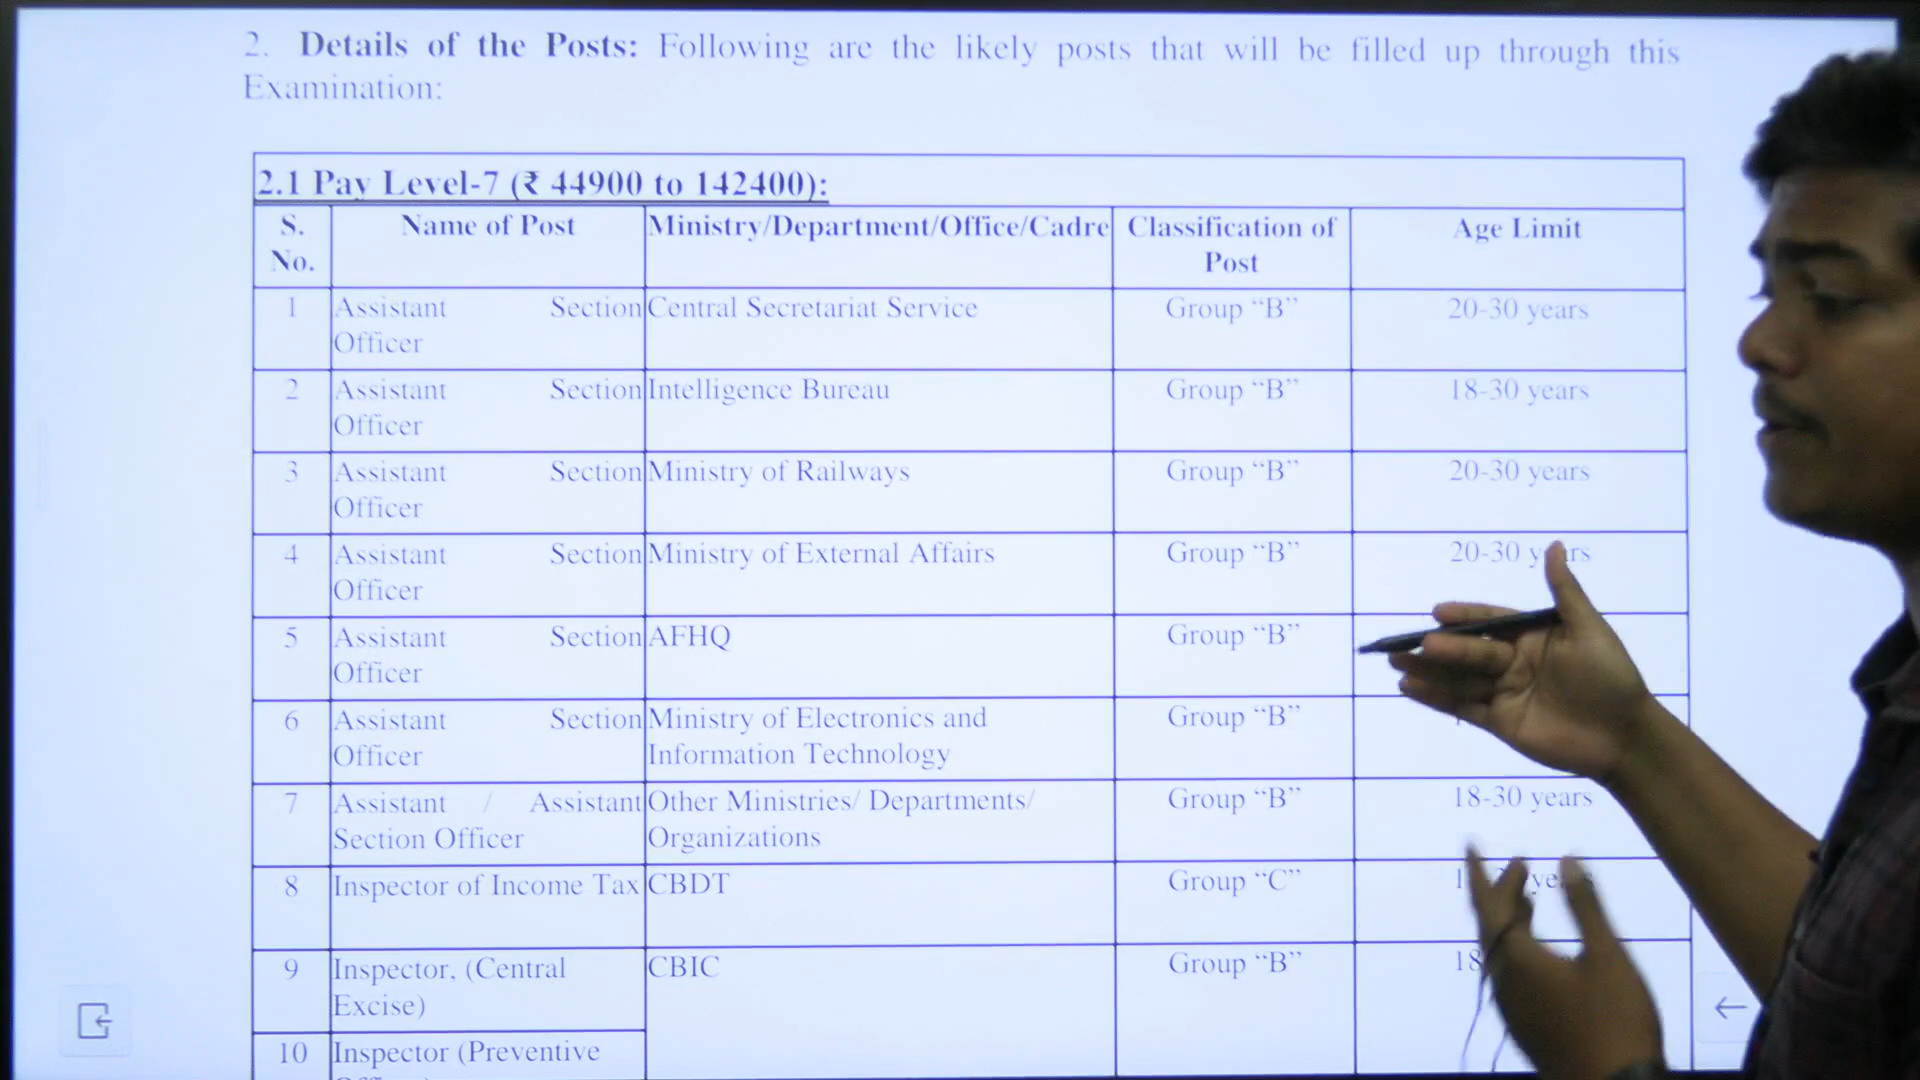 2. Details of the Posts: Following are the likely posts that will be filled up through this
Examination:
2.1 Pay Level-7 (₹ 44900 to 142400):
S. No. Name of Post Ministry/Department/Office/Cadre Classification of Post Age Limit
1 Assistant Section Officer Central Secretariat Service Group “B” 20-30 years
2 Assistant Section Officer Intelligence Bureau Group “B” 18-30 years
3 Assistant Section Officer Ministry of Railways Group “B” 20-30 years
4 Assistant Section Officer Ministry of External Affairs Group “B” 20-30
5 Assistant Section Officer AFHQ Group “B”
6 Assistant Section Officer Ministry of Electronics and Information Technology Group “B”
7 Assistant / Assistant Section Officer Other Ministries/ Departments/ Organizations Group “B” 18-30 years
8 Inspector of Income Tax CBDT Group “C”
9 Inspector, (Central Excise) CBIC Group “B”
10 Inspector (Preventive